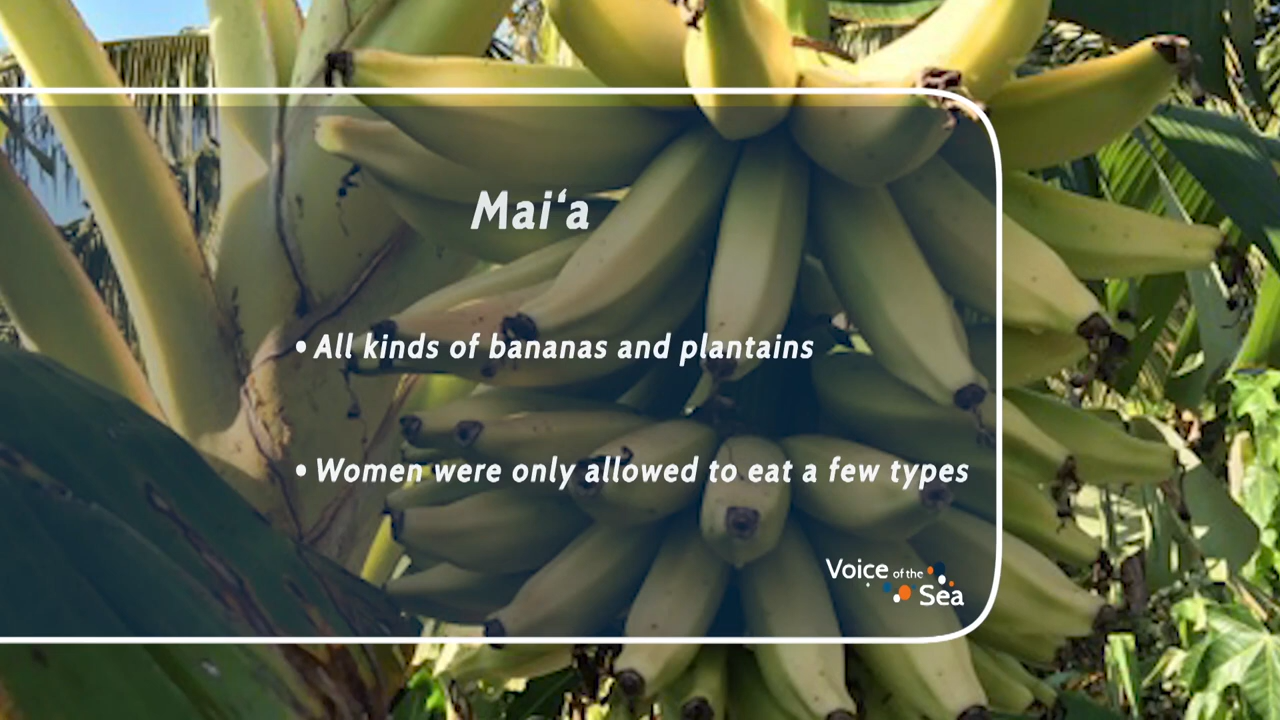 Maiʻa
• All kinds of bananas and plantains
• Women were only allowed to eat a few types
Voice of the
Sea